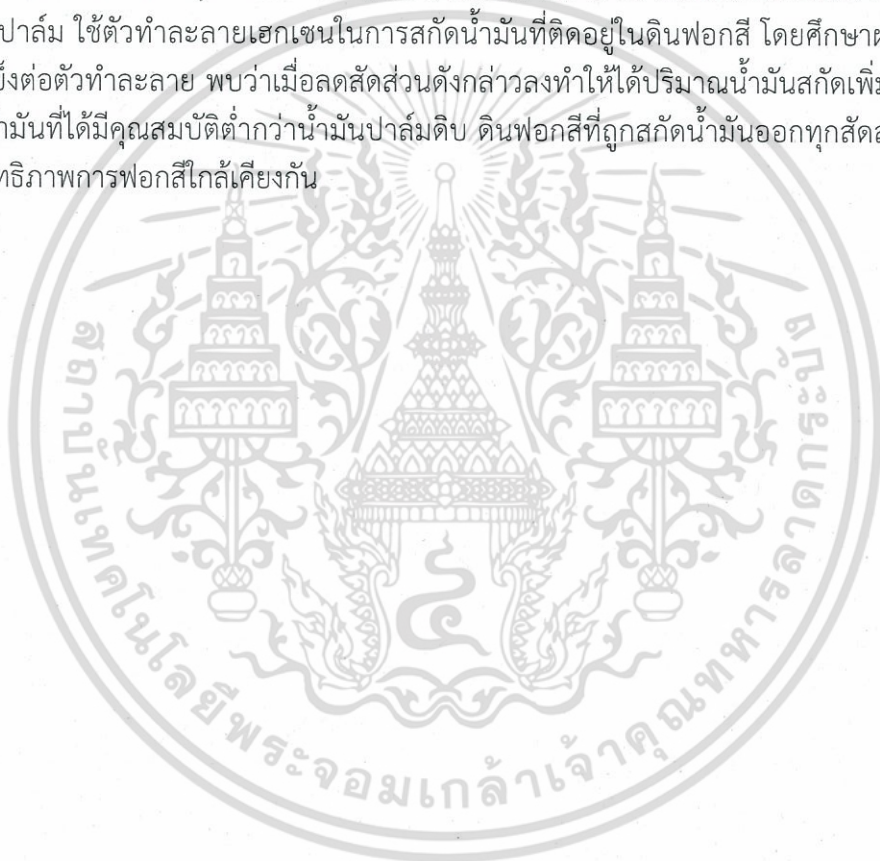 ปาล์ม ใช้ตัวทำละลายเฮกเซนในการสกัดน้ำมันที่ติดอยู่ในดินฟอกสี โดยศึกษา
ต่อตัวทำละลาย พบว่าเมื่อลดสัดส่วนดังกล่าวลงทำให้ได้ปริมาณน้ำมันสกัดเพิ่ม
มันที่ได้มีคุณสมบัติต่ำกว่าน้ำมันปาล์มดิบ ดินฟอกสีที่ถูกสกัดน้ำมันออกทุก
ภาพการฟอกสีใกล้เคียงกัน
สถาบันเทคโนโลยีพระจอมเกล้าเจ้าคุณทหารลาดกระบัง